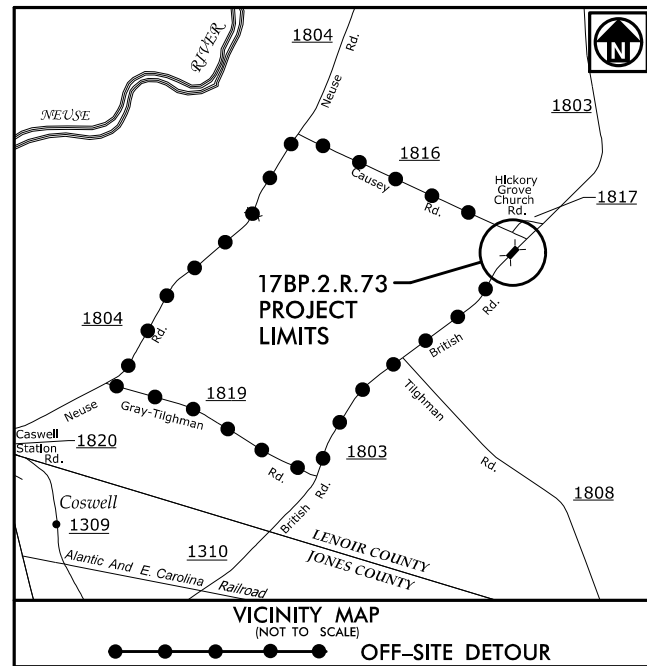 1804
Rd.
Neuse
RIVER
NEUSE
N
1803
1816
Causey
Rd.
HIckory
Grove
Church
Rd.
1817
17BP.2.R.73
PROJECT
LIMITS
1804
Rd.
Rd.
British
Tilghman
Rd.
1808
Neuse
1819
Gray-Tilghman
Rd.
1803
Rd.
British
Caswell
Station
Rd.
1820
Coswell
1309
1310
LENOIR COUNTY
JONES COUNTY
Alantic And E. Carolina Railroad
VICINITY MAP
(NOT TO SCALE)
OFF-SITE DETOUR